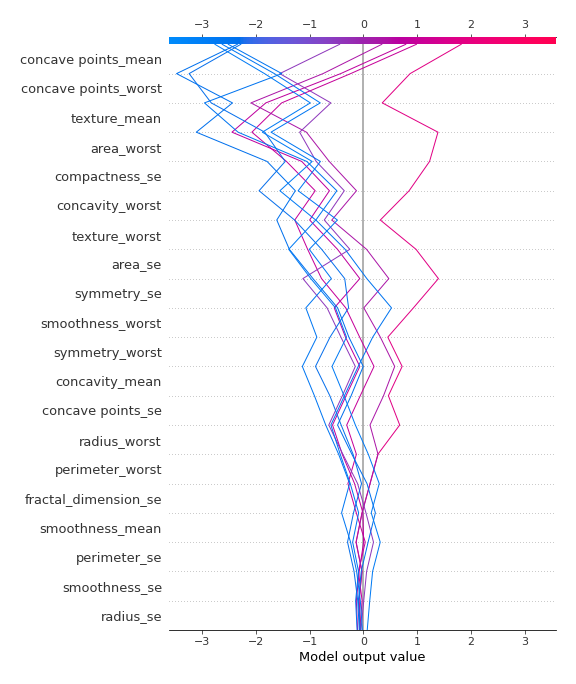 −3 −2 −1 0 1 2 3
concave points_mean
concave points_worst
texture_mean
area_worst
compactness_se
concavity_worst
texture_worst
area_se
symmetry_se
smoothness_worst
symmetry_worst
concavity_mean
concave points_se
radius_worst
perimeter_worst
fractal_dimension_se
smoothness_mean
perimeter_se
smoothness_se
radius_se
−3 −2 −1 0 1 2 3
Model output value